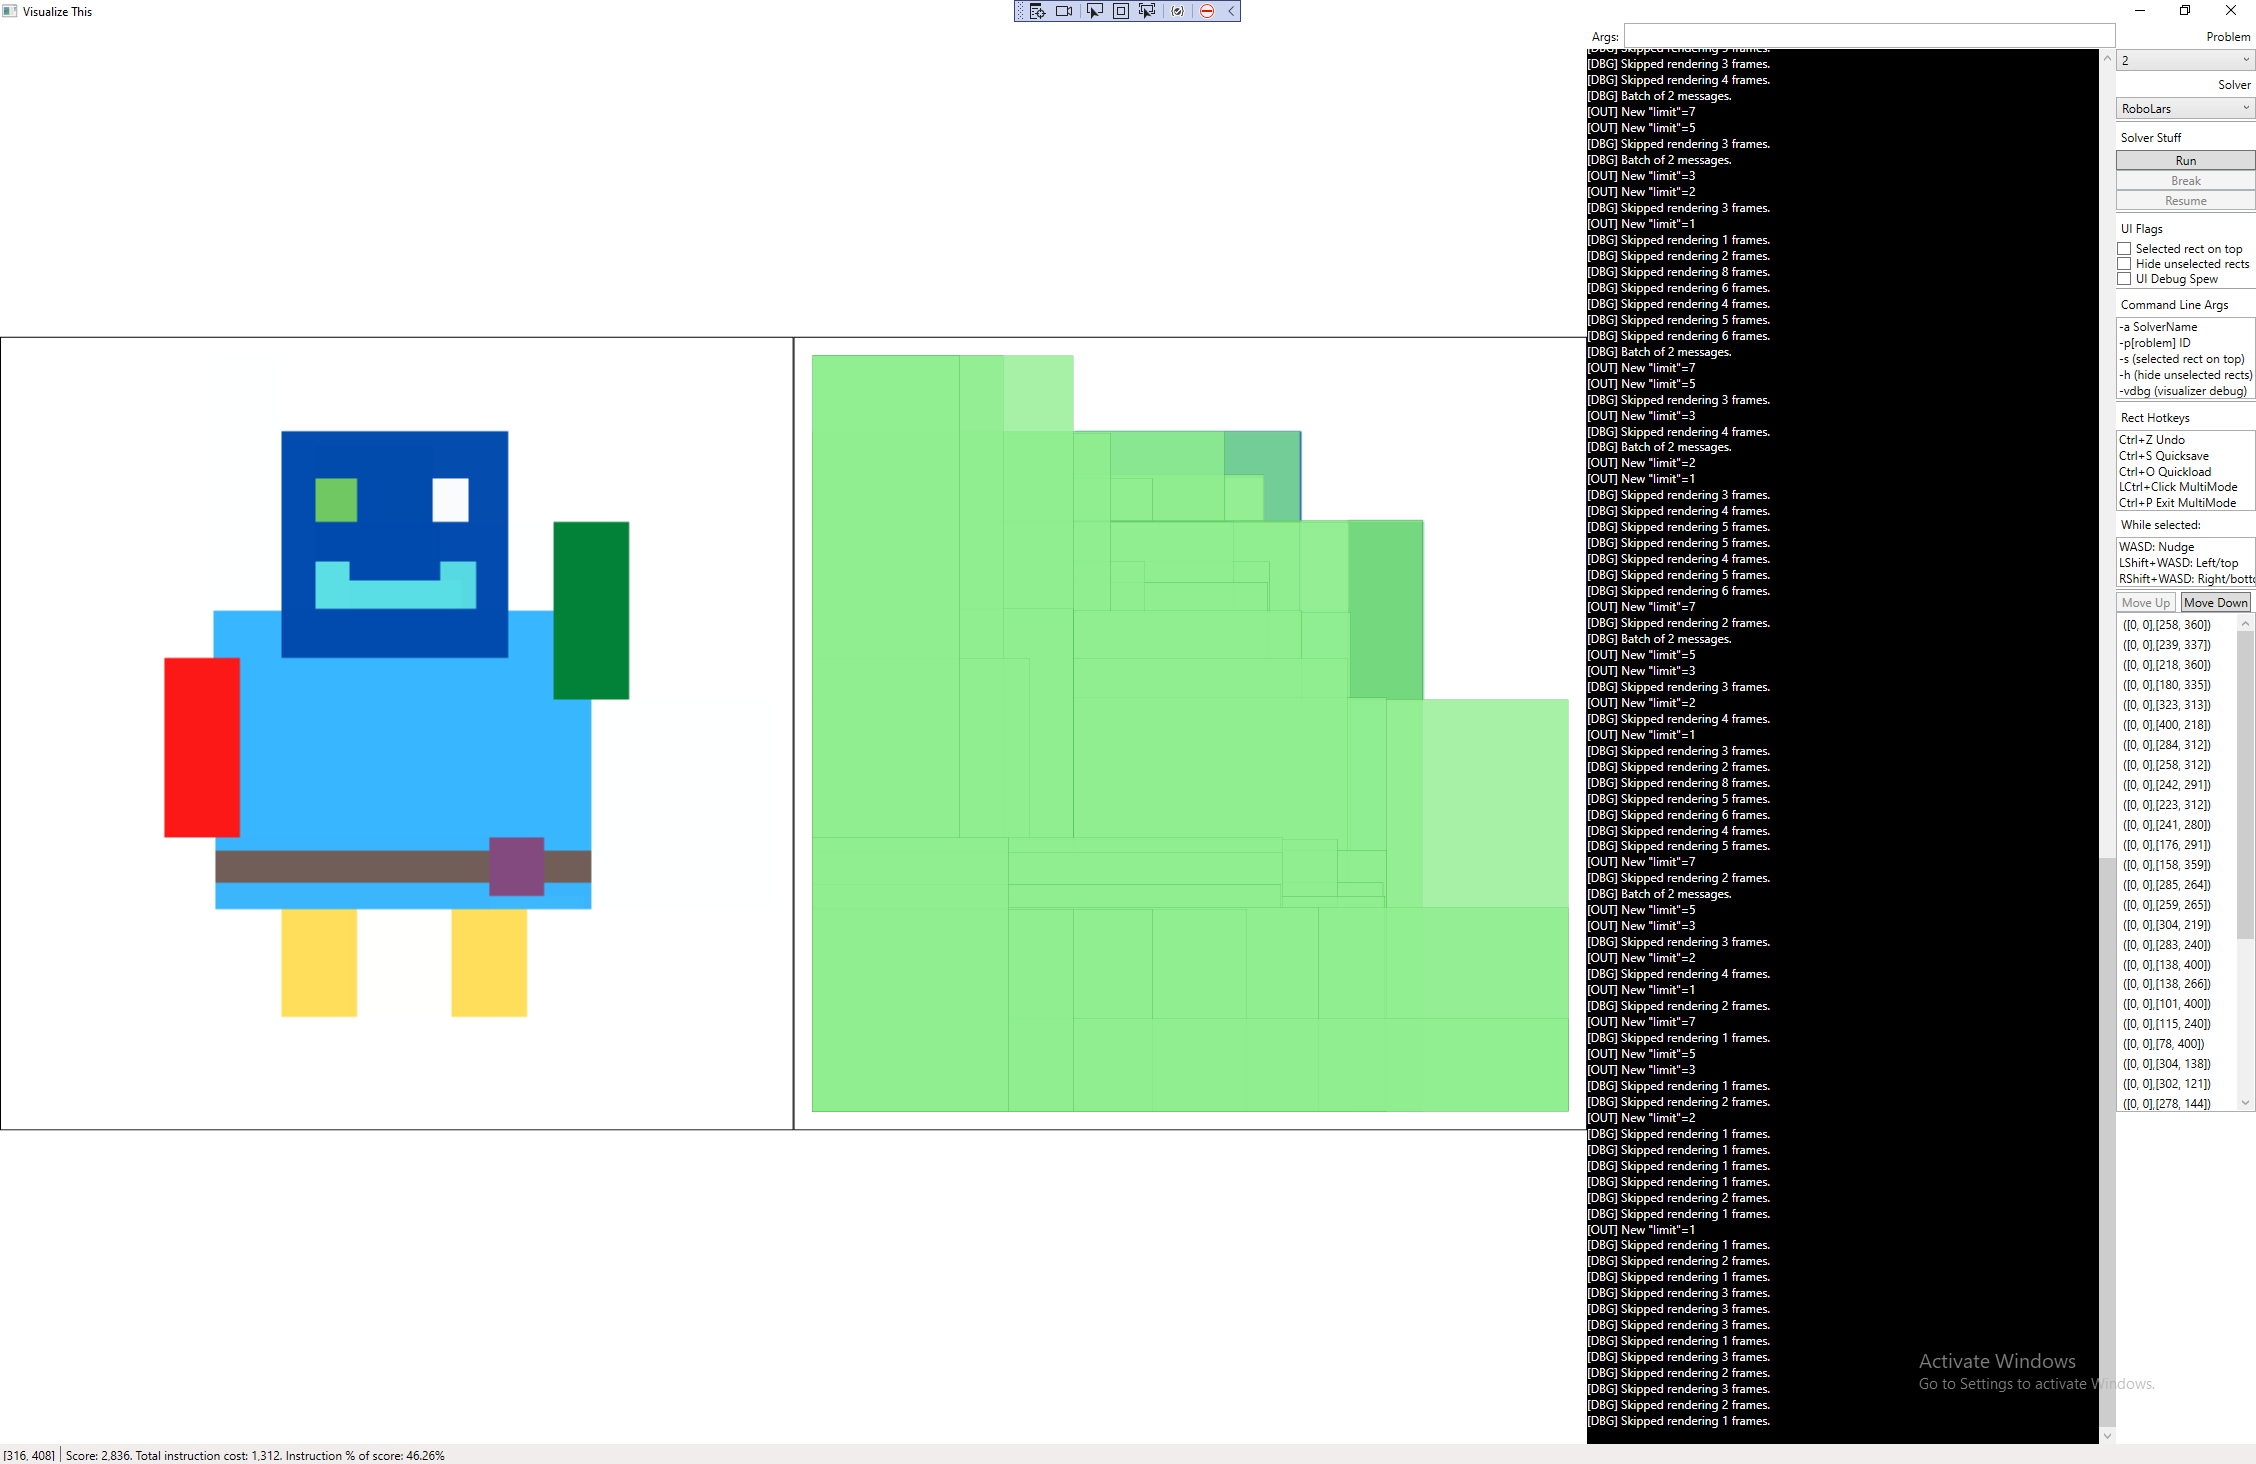 Visualize This
Args:
Problem
[DBG] Skipped rendering 3 frames.
[DBG] Skipped rendering 3 frames.
[DBG] Skipped rendering 4 frames.
[DBG] Batch of 2 messages.
[OUT] New "limit"=7
[OUT] New "limit"=5
[DBG] Skipped rendering 3 frames.
[DBG] Batch of 2 messages.
[OUT] New "limit"=3
[OUT] New "limit"=2
[DBG] Skipped rendering 3 frames.
[OUT] New "limit"=1
[DBG] Skipped rendering 1 frames.
[DBG] Skipped rendering 2 frames.
[DBG] Skipped rendering 8 frames.
[DBG] Skipped rendering 6 frames.
[DBG] Skipped rendering 4 frames.
[DBG] Skipped rendering 5 frames.
[DBG] Skipped rendering 6 frames.
[DBG] Batch of 2 messages.
[OUT] New "limit"=7
[OUT] New "limit"=5
[DBG] Skipped rendering 3 frames.
[OUT] New "limit"=3
[DBG] Skipped rendering 4 frames.
[DBG] Batch of 2 messages.
[OUT] New "limit"=2
[OUT] New "limit"=1
[DBG] Skipped rendering 3 frames.
[DBG] Skipped rendering 4 frames.
[DBG] Skipped rendering 5 frames.
[DBG] Skipped rendering 5 frames.
[DBG] Skipped rendering 4 frames.
[DBG] Skipped rendering 5 frames.
[DBG] Skipped rendering 6 frames.
[OUT] New "limit"=7
[DBG] Skipped rendering 2 frames.
[DBG] Batch of 2 messages.
[OUT] New "limit"=5
[OUT] New "limit"=3
[DBG] Skipped rendering 3 frames.
[OUT] New "limit"=2
[DBG] Skipped rendering 4 frames.
[OUT] New "limit"=1
[DBG] Skipped rendering 3 frames.
[DBG] Skipped rendering 2 frames.
[DBG] Skipped rendering 8 frames.
[DBG] Skipped rendering 5 frames.
[DBG] Skipped rendering 6 frames.
[DBG] Skipped rendering 4 frames.
[DBG] Skipped rendering 5 frames.
[OUT] New "limit"=7
[DBG] Skipped rendering 2 frames.
[DBG] Batch of 2 messages.
[OUT] New "limit"=5
[OUT] New "limit"=3
[DBG] Skipped rendering 3 frames.
[OUT] New "limit"=2
[DBG] Skipped rendering 4 frames.
[OUT] New "limit"=1
[DBG] Skipped rendering 2 frames.
[OUT] New "limit"=7
[DBG] Skipped rendering 1 frames.
[OUT] New "limit"=5
[OUT] New "limit"=3
[DBG] Skipped rendering 1 frames.
[DBG] Skipped rendering 2 frames.
[OUT] New "limit"=2
[DBG] Skipped rendering 1 frames.
[DBG] Skipped rendering 1 frames.
[DBG] Skipped rendering 1 frames.
[DBG] Skipped rendering 1 frames.
[DBG] Skipped rendering 2 frames.
[DBG] Skipped rendering 1 frames.
[OUT] New "limit"=1
[DBG] Skipped rendering 1 frames.
[DBG] Skipped rendering 2 frames.
[DBG] Skipped rendering 1 frames.
[DBG] Skipped rendering 3 frames.
[DBG] Skipped rendering 3 frames.
[DBG] Skipped rendering 3 frames.
[DBG] Skipped rendering 1 frames.
[DBG] Skipped rendering 3 frames.
[DBG] Skipped rendering 2 frames.
[DBG] Skipped rendering 3 frames.
[DBG] Skipped rendering 2 frames.
[DBG] Skipped rendering 1 frames.
2
Solver
RoboLars
Solver Stuff
Run
Break
Resume
UI Flags
Selected rect on top
Hide unselected rects
UI Debug Spew
Command Line Args
-a SolverName
-p[roblem] ID
-s (selected rect on top)
-h (hide unselected rects)
-vdbg (visualizer debug)
Rect Hotkeys
Ctrl+Z Undo
Ctrl+S Quicksave
Ctrl+O Quickload
LCtrl+Click MultiMode
Ctrl+P Exit MultiMode
While selected:
WASD: Nudge
LShift+WASD: Left/top
RShift+WASD: Right/botto
Move Up Move Down
([0, 0],[258, 360])
([0, 0],[239, 337])
([0, 0],[218, 360])
([0, 0],[180, 335])
([0, 0],[323, 313])
([0, 0],[400, 218])
([0, 0],[284, 312])
([0, 0],[258, 312])
([0, 0],[242, 291])
([0, 0],[223, 312])
([0, 0],[241, 280])
([0, 0],[176, 291])
([0, 0],[158, 359])
([0, 0],[285, 264])
([0, 0],[259, 265])
([0, 0],[304, 219])
([0, 0],[283, 240])
([0, 0],[138, 400])
([0, 0],[138, 266])
([0, 0],[101, 400])
([0, 0],[115, 240])
([0, 0],[78, 400])
([0, 0],[304, 138])
([0, 0],[302, 121])
([0, 0],[278, 144])
Activate Windows
Go to Settings to activate Windows.
[316, 408] Score: 2,836. Total instruction cost: 1,312. Instruction % of score: 46.26%